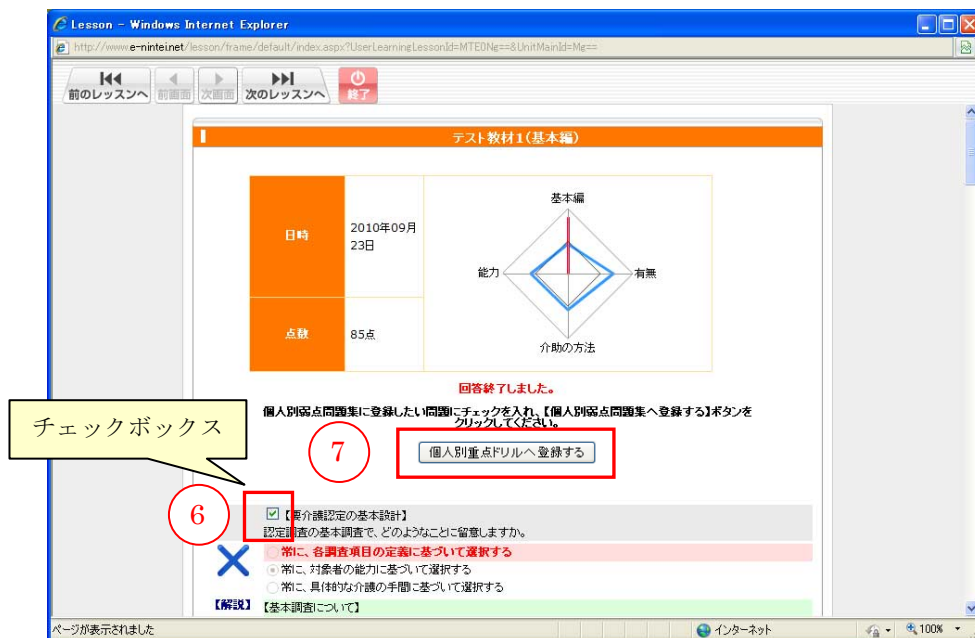 Lesson - Windows Internet Explorer
http://www.e-nintei.net/lesson/frame/default/index.aspx?UserLearningLessonId=MTE0Ng==&UnitMainId=Mg==
前のレッスンへ 前画面 次画面 次のレッスンへ 終了
テスト教材1(基本編)
日時
2010年09月
23日
点数
85点
基本編
能力
有無
介助の方法
回答終了しました。
個人別弱点問題集に登録したい問題にチェックを入れ、【個人別弱点問題集へ登録する】ボタンを
クリックしてください。
チェックボックス
⑦
個人別重点ドリルへ登録する
⑥
【要介護認定の基本設計】
認定調査の基本調査で、どのようなことに留意しますか。
常に、各調査項目の定義に基づいて選択する
常に、対象者の能力に基づいて選択する
常に、具体的な介護の手間に基づいて選択する
【解説】
【基本調査について】
ページが表示されました
インターネット
100%